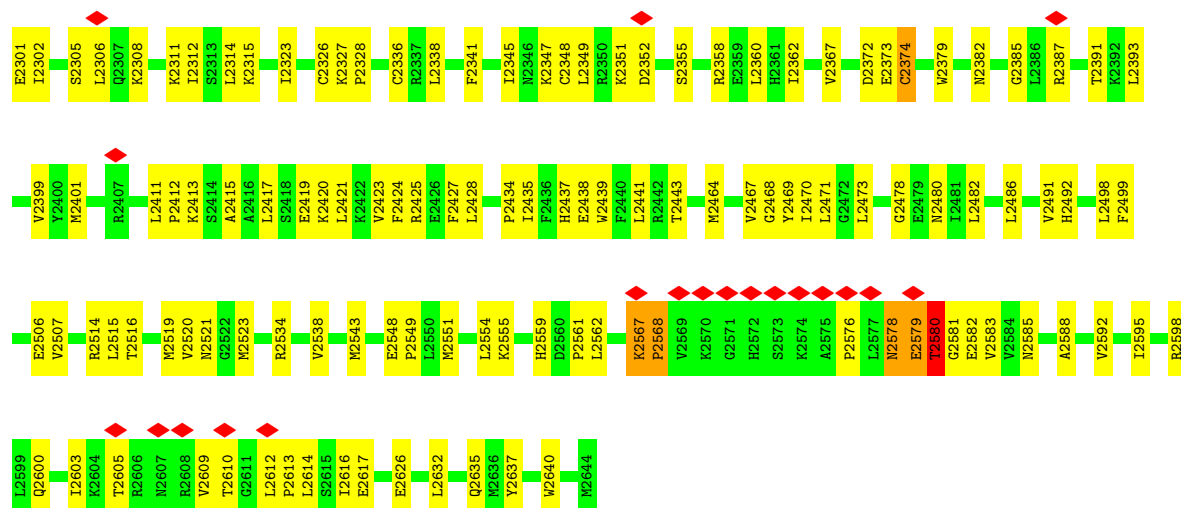 E2301 I2302 S2305 L2306 Q2307 K2308 K2311 I2312 S2313 L2314 K2315 I2323 C2326 K2327 P2328 C2336 R2337 L2338 F2341 I2345 N2346 K2347 C2348 L2349 R2350 K2351 D2352 S2355 R2358 E2359 L2360 H2361 I2362 V2367 D2372 E2373 C2374 W2379 N2382 G2385 L2386 R2387 T2391 K2392 L2393
V2399 Y2400 M2401 R2407 L2411 P2412 K2413 S2414 A2415 A2416 L2417 S2418 E2419 K2420 L2421 K2422 V2423 F2424 R2425 E2426 F2427 L2428 P2434 I2435 F2436 H2437 E2438 W2439 F2440 L2441 R2442 T2443 M2464 V2467 G2468 Y2469 I2470 L2471 G2472 L2473 G2478 E2479 N2480 I2481 L2482 L2486 V2491 H2492 L2498 F2499
E2506 V2507 R2514 L2515 T2516 M2519 V2520 N2521 G2522 M2523 R2534 V2538 M2543 E2548 P2549 L2550 M2551 L2554 K2555 H2559 D2560 P2561 L2562 K2567 P2568 V2569 K2570 G2571 H2572 S2573 K2574 A2575 P2576 L2577 N2578 E2579 T2580 G2581 E2582 V2583 V2584 N2585 A2588 V2592 I2595 R2598
L2599 Q2600 I2603 K2604 T2605 R2606 N2607 R2608 V2609 T2610 G2611 L2612 P2613 L2614 S2615 I2616 E2617 E2626 L2632 Q2635 M2636 Y2637 W2640 M2644